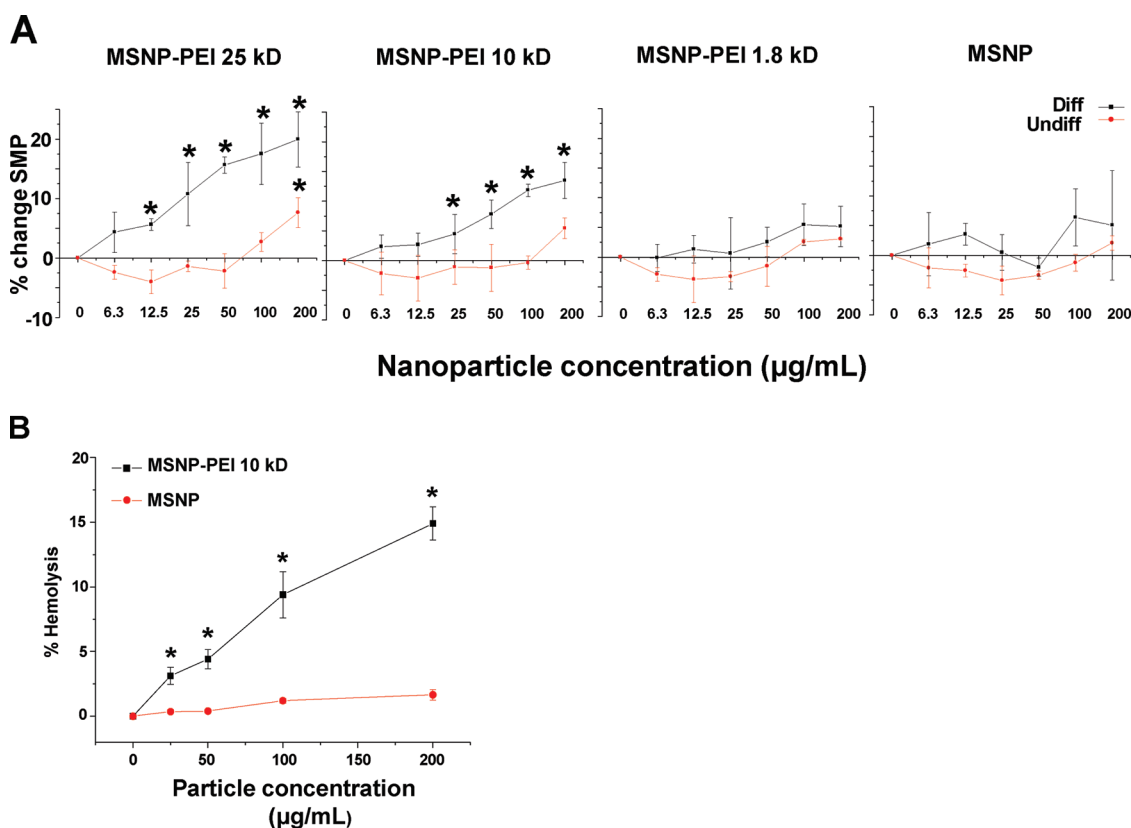 A
MSNP-PEI 25 kD
MSNP-PEI 10 kD
MSNP-PEI 1.8 kD
MSNP
Diff
Undiff
% change SMP
20
10
0
-10
* * * * *
*
* * * *
0 6.3 12.5 25 50 100 200
0 6.3 12.5 25 50 100 200
0 6.3 12.5 25 50 100 200
0 6.3 12.5 25 50 100 200
Nanoparticle concentration (µg/mL)
B
MSNP-PEI 10 kD
MSNP
% Hemolysis
20
15
10
5
0
* * * *
0 50 100 150 200
Particle concentration
(µg/mL)